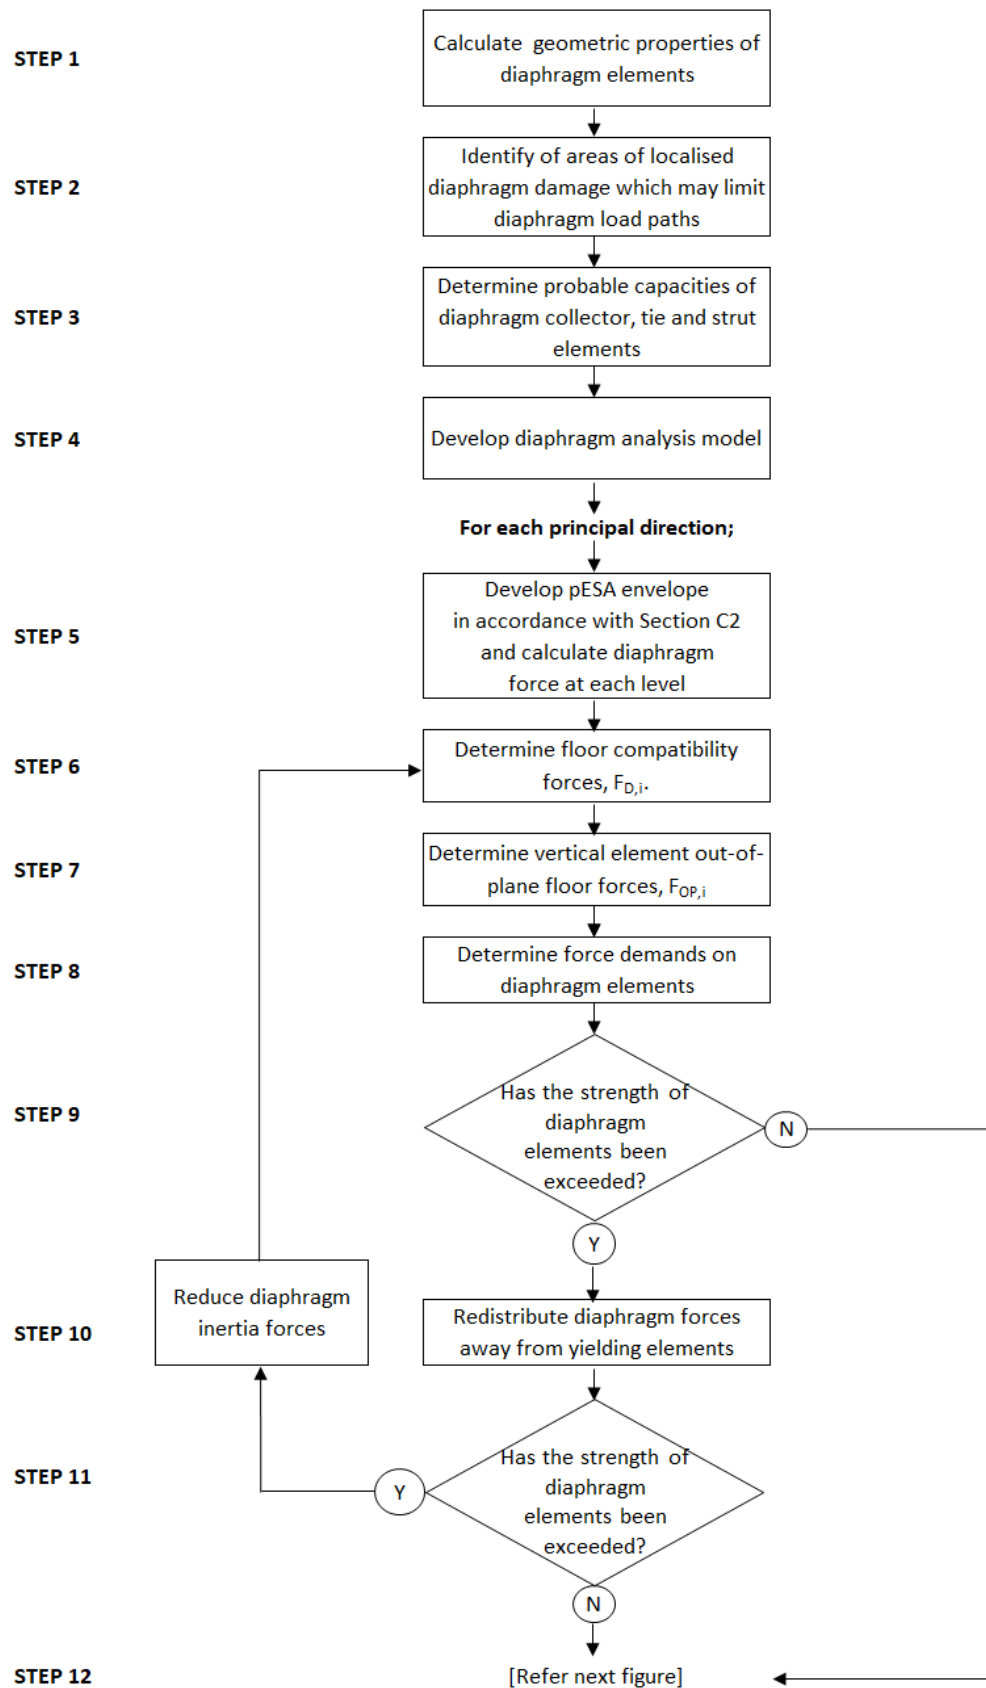 STEP 1
Calculate geometric properties of
diaphragm elements
STEP 2
Identify of areas of localised
diaphragm damage which may limit
diaphragm load paths
STEP 3
Determine probable capacities of
diaphragm collector, tie and strut
elements
STEP 4
Develop diaphragm analysis model
For each principal direction;
STEP 5
Develop pESA envelope
in accordance with Section C2
and calculate diaphragm
force at each level
STEP 6
Determine floor compatibility
forces, F_D,i.
STEP 7
Determine vertical element out-of-
plane floor forces, F_OP,i
STEP 8
Determine force demands on
diaphragm elements
STEP 9
Has the strength of
diaphragm
elements been
exceeded?
N
Y
Reduce diaphragm
inertia forces
STEP 10
Redistribute diaphragm forces
away from yielding elements
STEP 11
Has the strength of
diaphragm
elements been
exceeded?
Y
N
STEP 12
[Refer next figure]